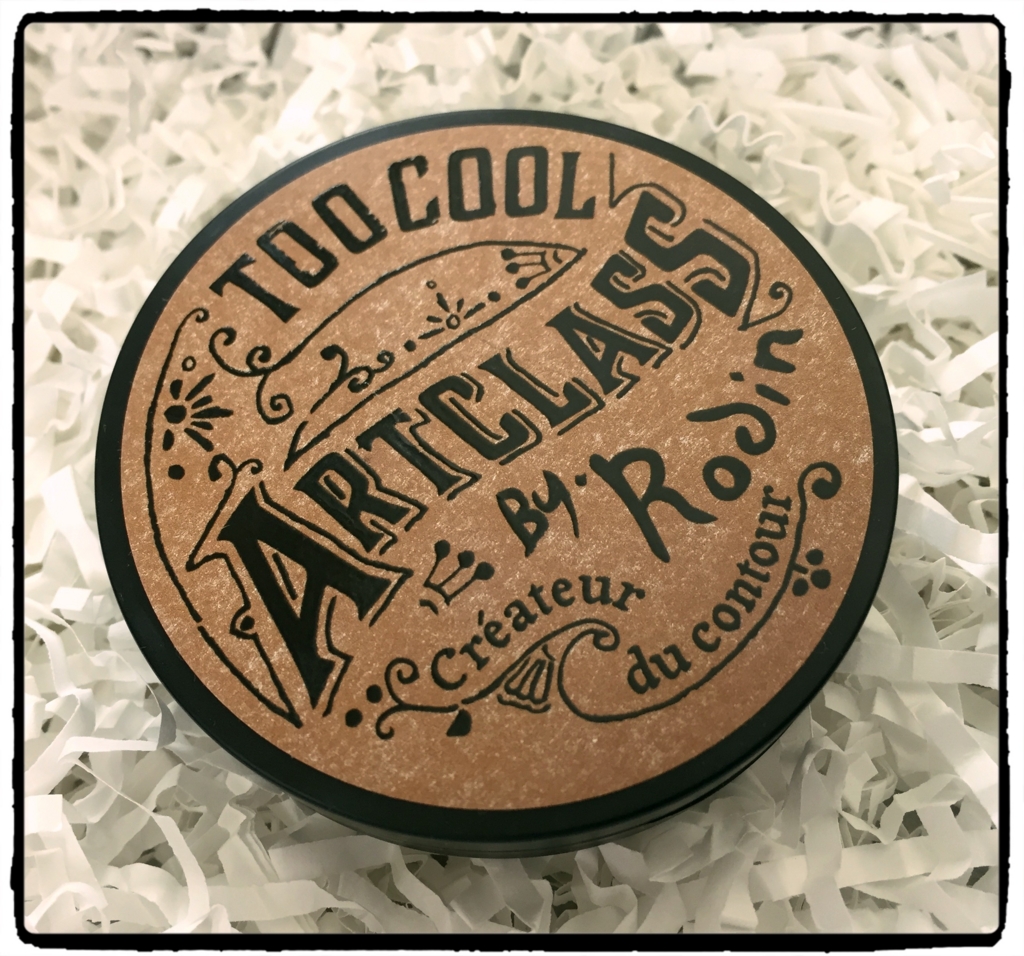 TOO COOL
ARTCLASS
By. Rodin
Créateur
du contour